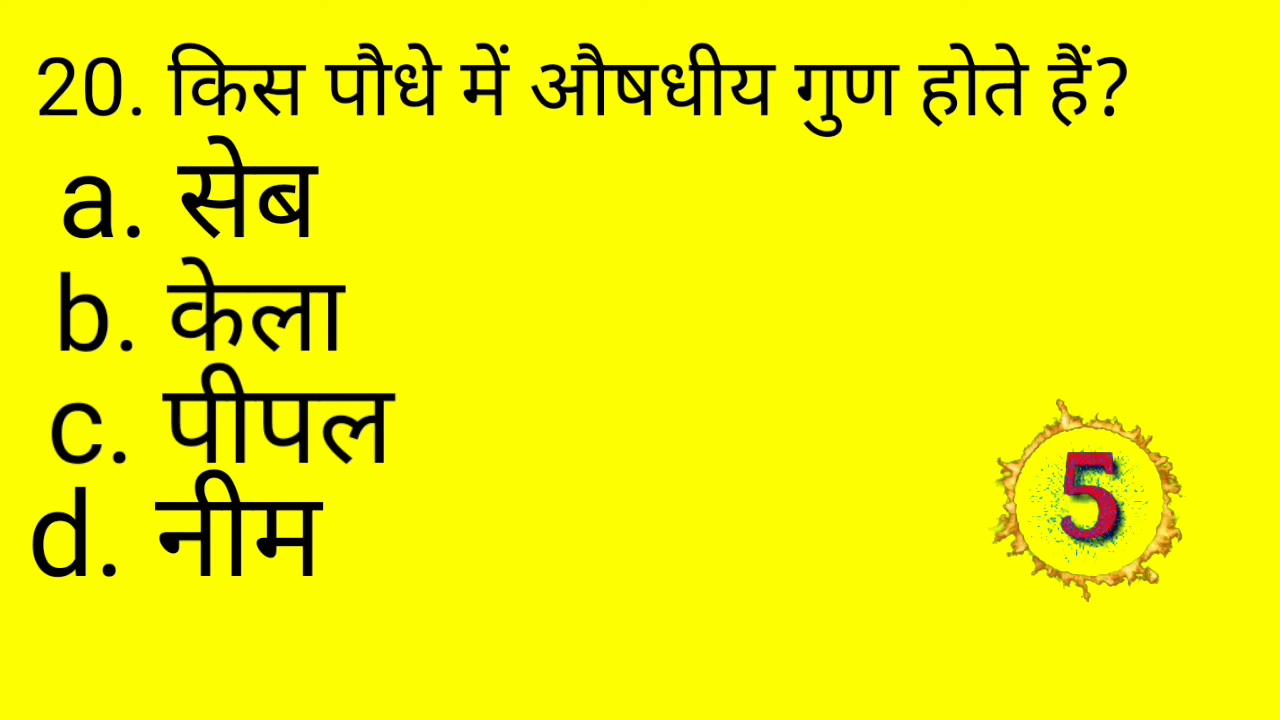 20. किस पौधे में औषधीय गुण होते हैं?
a. सेब
b. केला
c. पीपल
d. नीम
5